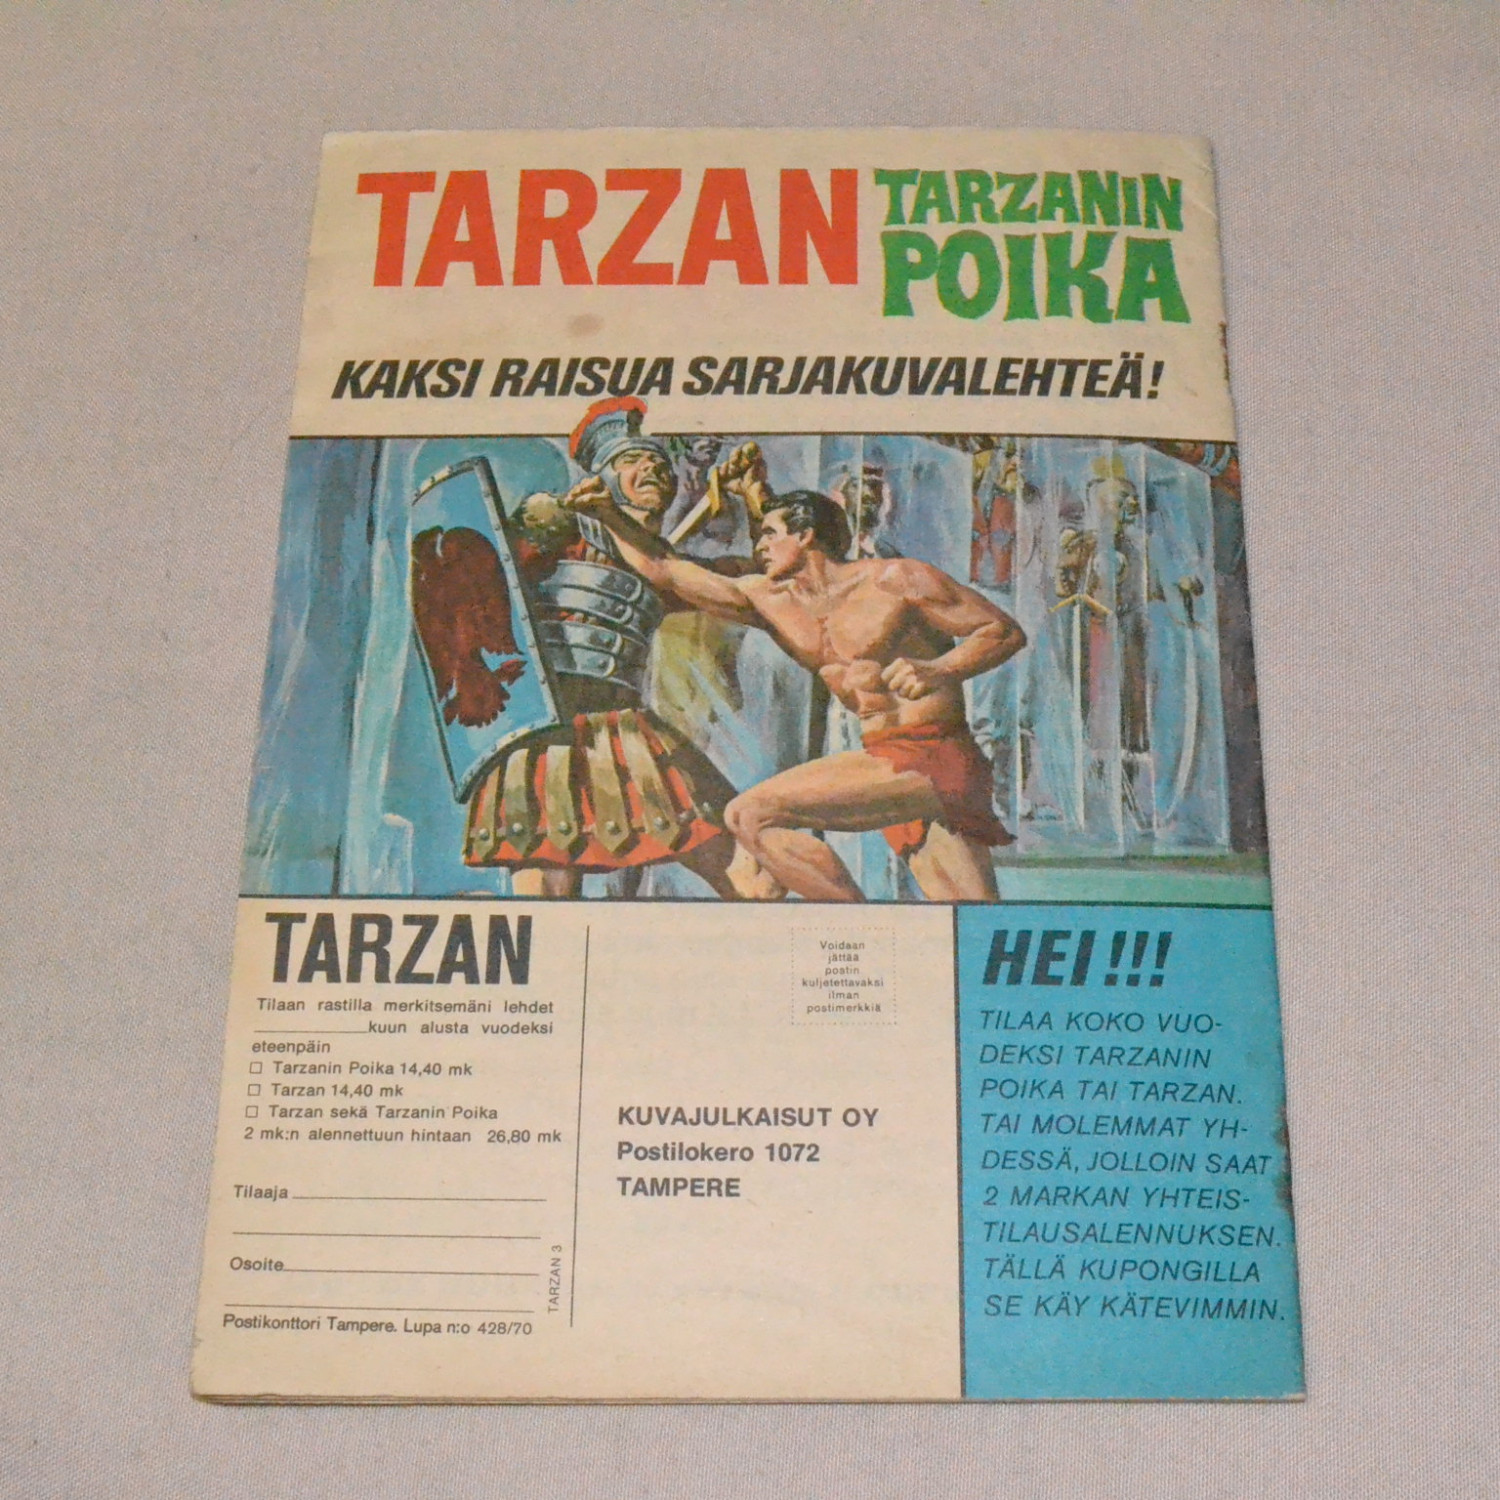 TARZAN TARZANIN
POIKA
KAKSI RAISUA SARJAKUVALEHTEÄ!
TARZAN
Tilaan rastilla merkitsemäni lehdet
kuun alusta vuodeksi
eteenpäin
Tarzanin Poika 14,40 mk
Tarzan 14,40 mk
Tarzan sekä Tarzanin Poika
2 mk:n alennettuun hintaan 26,80 mk
Tilaaja
Osoite
TARZAN 3
Postikonttori Tampere. Lupa n:o 428/70
Voidaan
jättää
postin
kuljetettavaksi
ilman
postimerkkiä
KUVAJULKAISUT OY
Postilokero 1072
TAMPERE
HEI!!!
TILAA KOKO VUO-
DEKSI TARZANIN
POIKA TAI TARZAN.
TAI MOLEMMAT YH-
DESSÄ, JOLLOIN SAAT
2 MARKAN YHTEIS-
TILAUSALENNUKSEN.
TÄLLÄ KUPONGILLA
SE KÄY KÄTEVIMMIN.